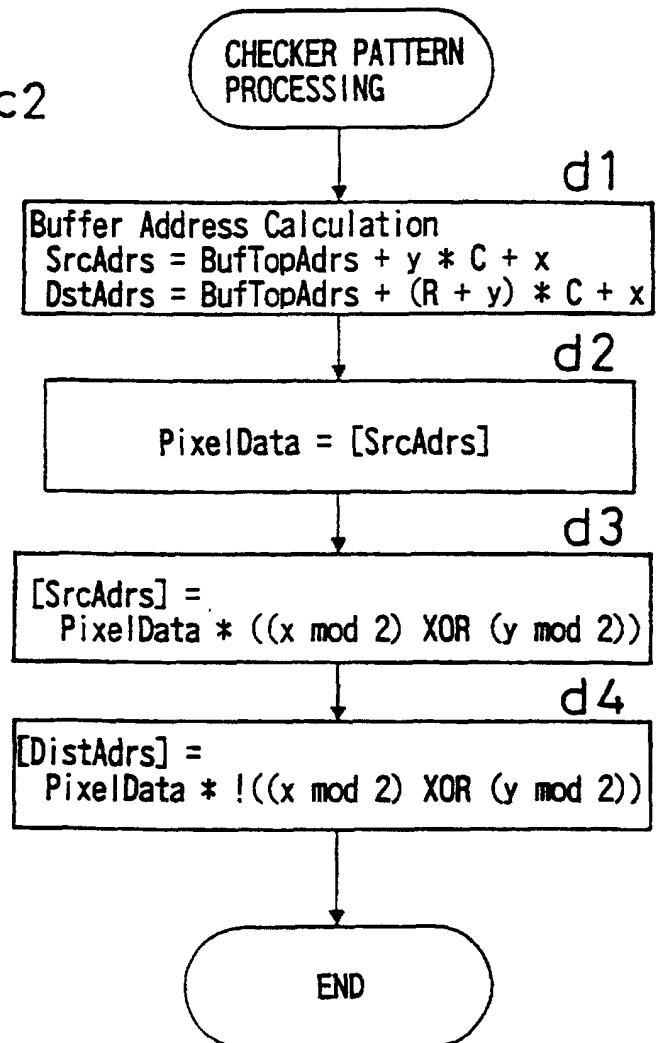 CHECKER PATTERN
PROCESSING
c2
d1
Buffer Address Calculation
SrcAdrs = BufTopAdrs + y * C + x
DstAdrs = BufTopAdrs + (R + y) * C + x
d2
PixelData = [SrcAdrs]
d3
[SrcAdrs] =
PixelData * ((x mod 2) XOR (y mod 2))
d4
[DistAdrs] =
PixelData * !((x mod 2) XOR (y mod 2))
END